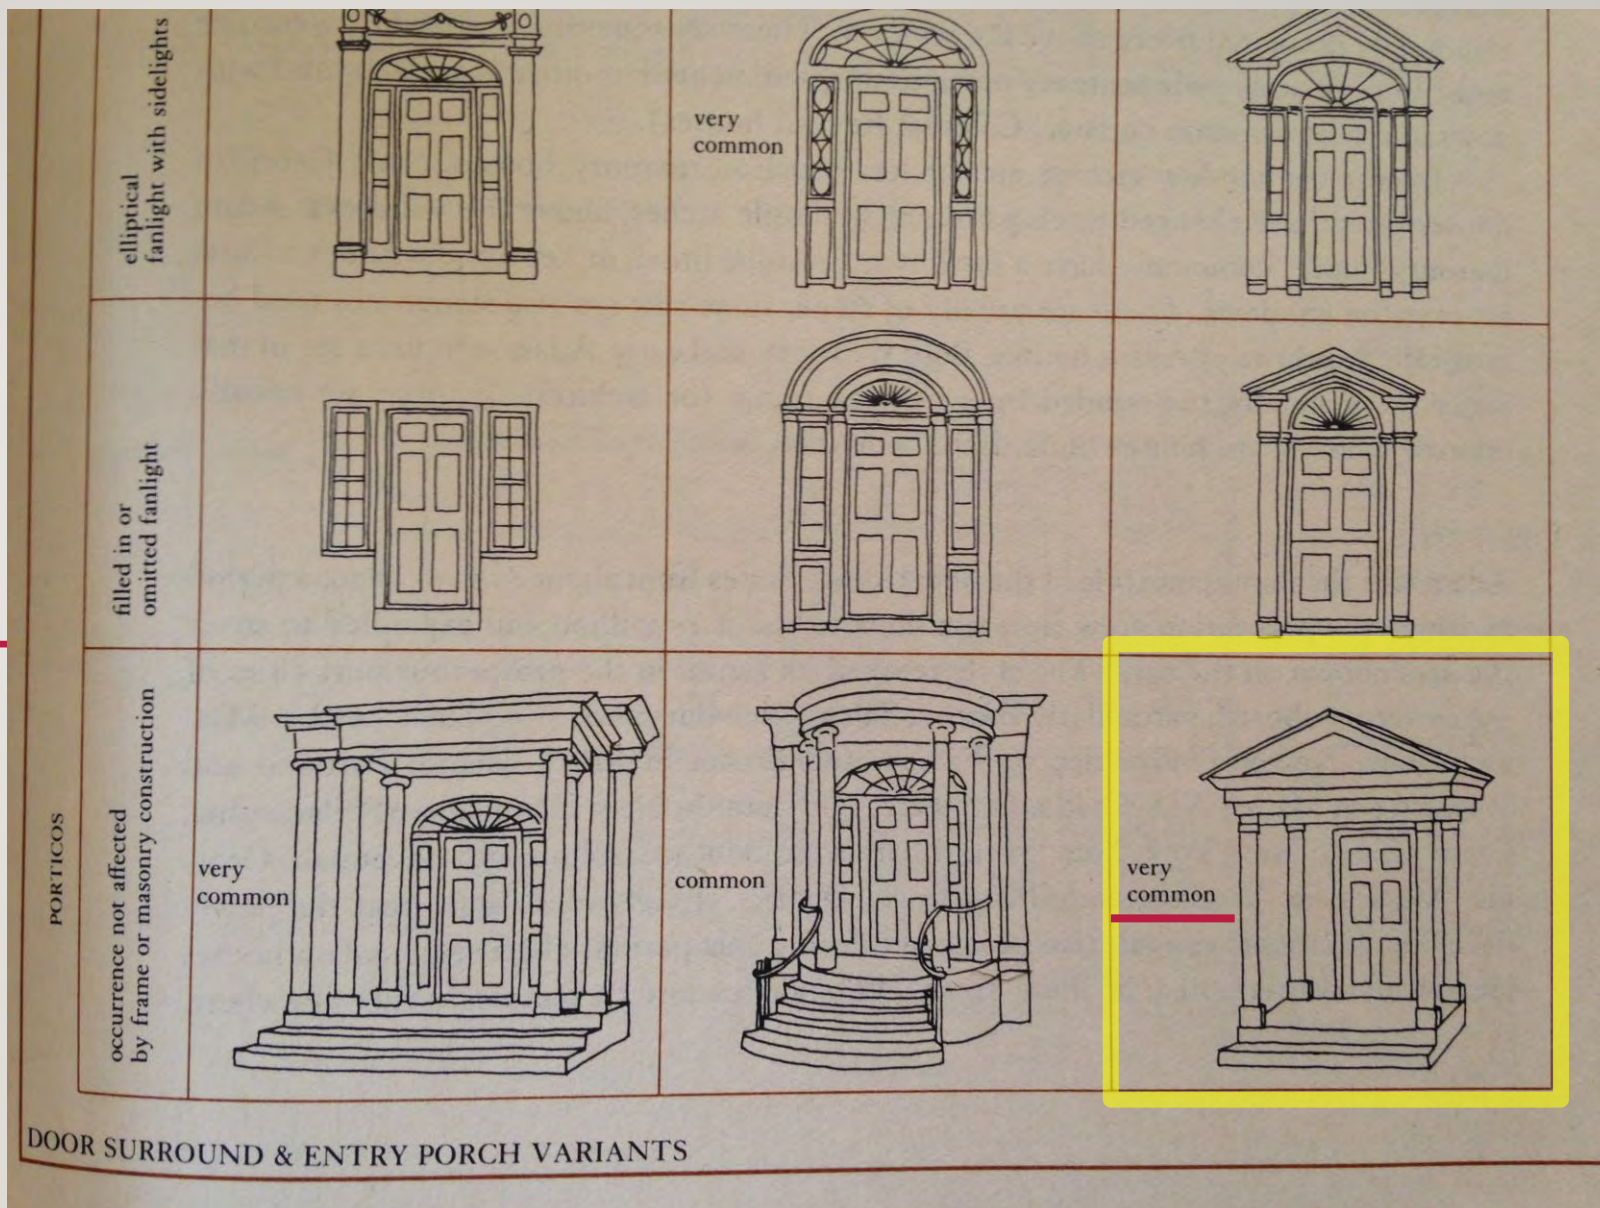 elliptical
fanlight with sidelights
very
common
filled in or
omitted fanlight
PORTICOS
occurrence not affected
by frame or masonry construction
very
common
common
very
common
DOOR SURROUND & ENTRY PORCH VARIANTS